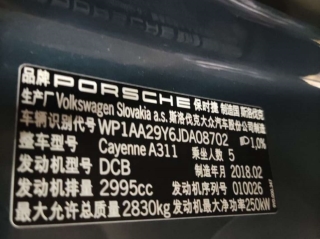 品牌 PORSCHE 保时捷 制造国 斯洛伐克
生产厂 Volkswagen Slovakia a.s. 斯洛伐克大众汽车股份公司制造
车辆识别代号 WP1AA29Y6JDA08702 1,0%
车型 Cayenne A311 乘坐人数 5
发动机型号 DCB 制造年月 2018.02
发动机排量 2995cc 发动机序列号 010026
最大允许总质量 2830kg 发动机最大净功率 250kW